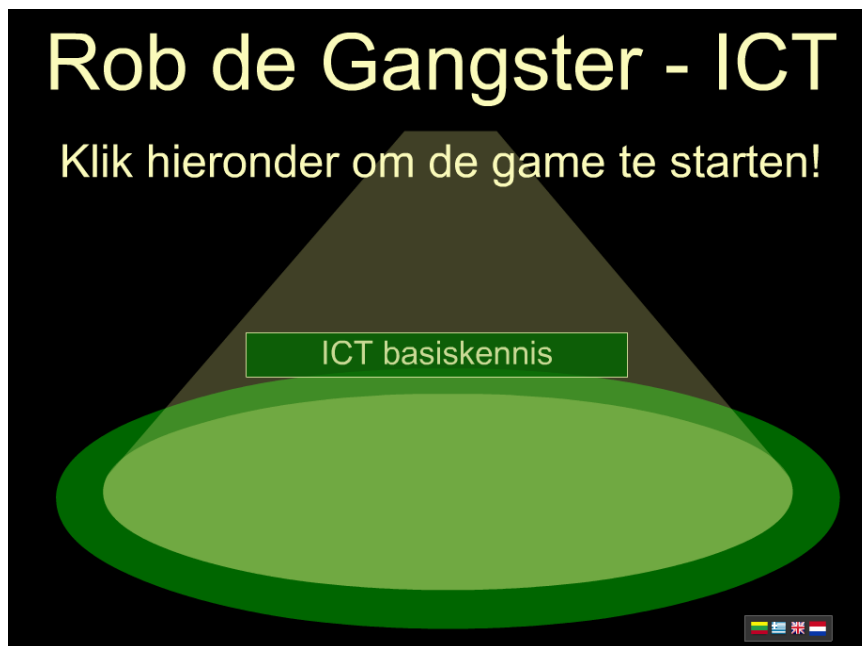 Rob de Gangster - ICT
Klik hieronder om de game te starten!
ICT basiskennis